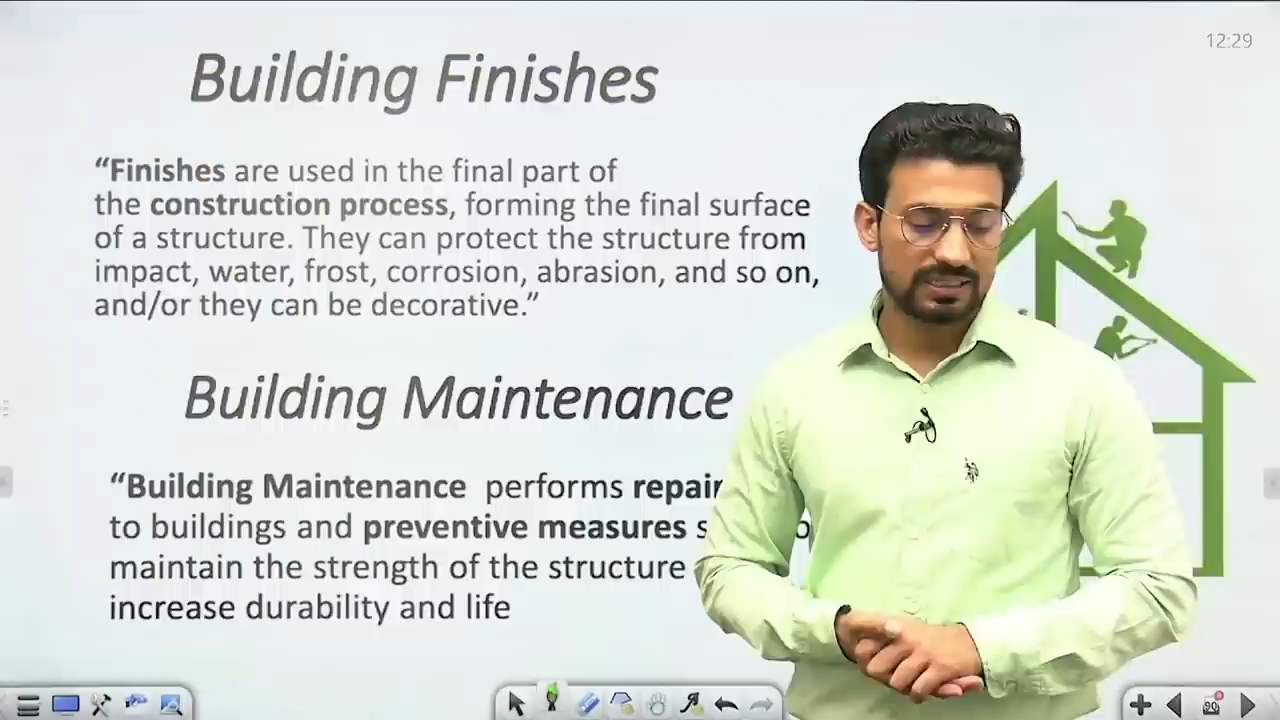 12:29
Building Finishes
“Finishes are used in the final part of
the construction process, forming the final surface
of a structure. They can protect the structure from
impact, water, frost, corrosion, abrasion, and so on,
and/or they can be decorative.”
Building Maintenance
“Building Maintenance performs repair
to buildings and preventive measures
maintain the strength of the structure
increase durability and life
90